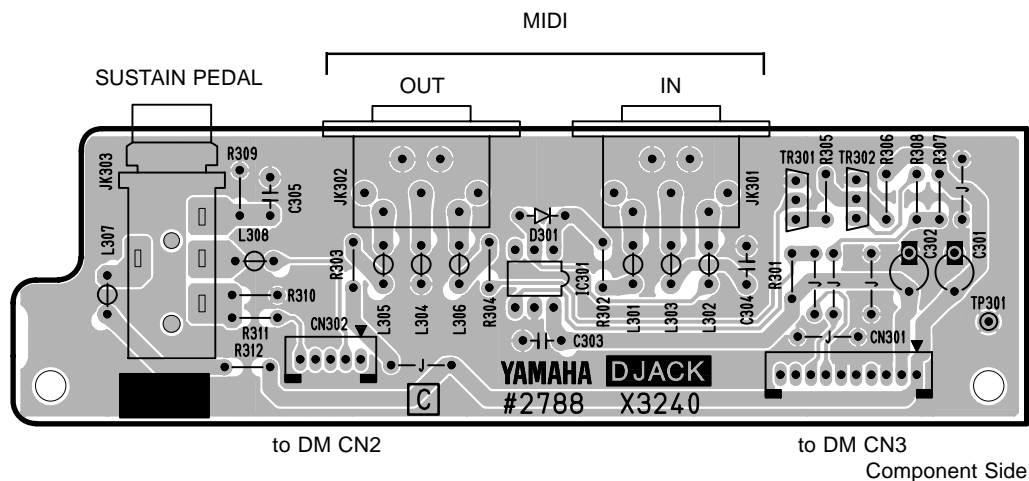 MIDI
SUSTAIN PEDAL
OUT
IN
JK303
R309
C305
JK302
JK301
TR301
R305
TR302
R306
R308
R307
J
L307
L308
R303
D301
IC301
C302
C301
R310
R311
R312
CN302
L305
L304
L306
R304
R302
L301
L303
L302
C304
R301
J
J
J
J
TP301
C303
J
CN301
J
YAMAHA DJACK
C
#2788 X3240
to DM CN2
to DM CN3
Component Side